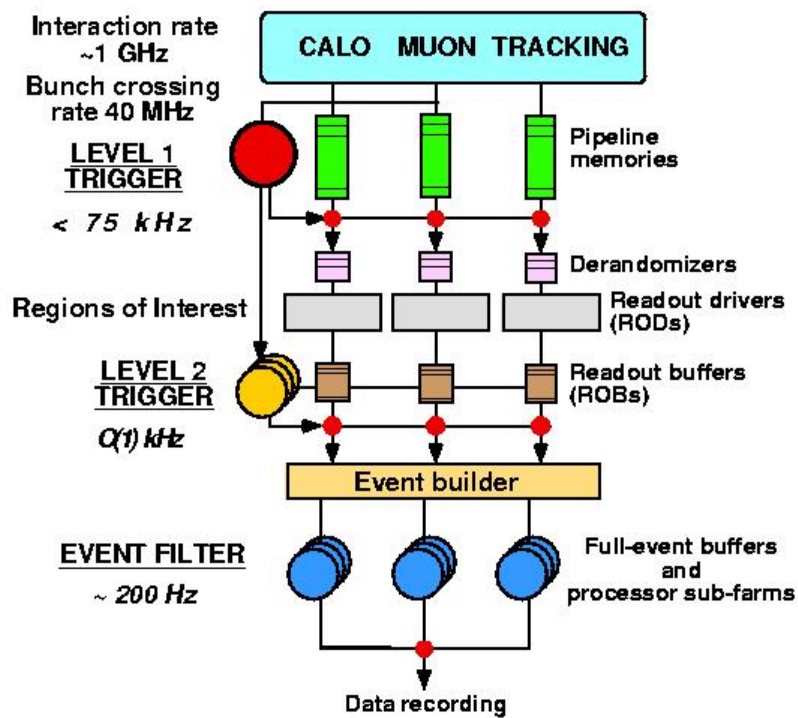 Interaction rate
~1 GHz
CALO MUON TRACKING
Bunch crossing
rate 40 MHz
LEVEL 1
TRIGGER
< 75 kHz
Pipeline
memories
Derandomizers
Regions of Interest
Readout drivers
(RODs)
LEVEL 2
TRIGGER
O(1) kHz
Readout buffers
(ROBs)
Event builder
EVENT FILTER
~ 200 Hz
Full-event buffers
and
processor sub-farms
Data recording